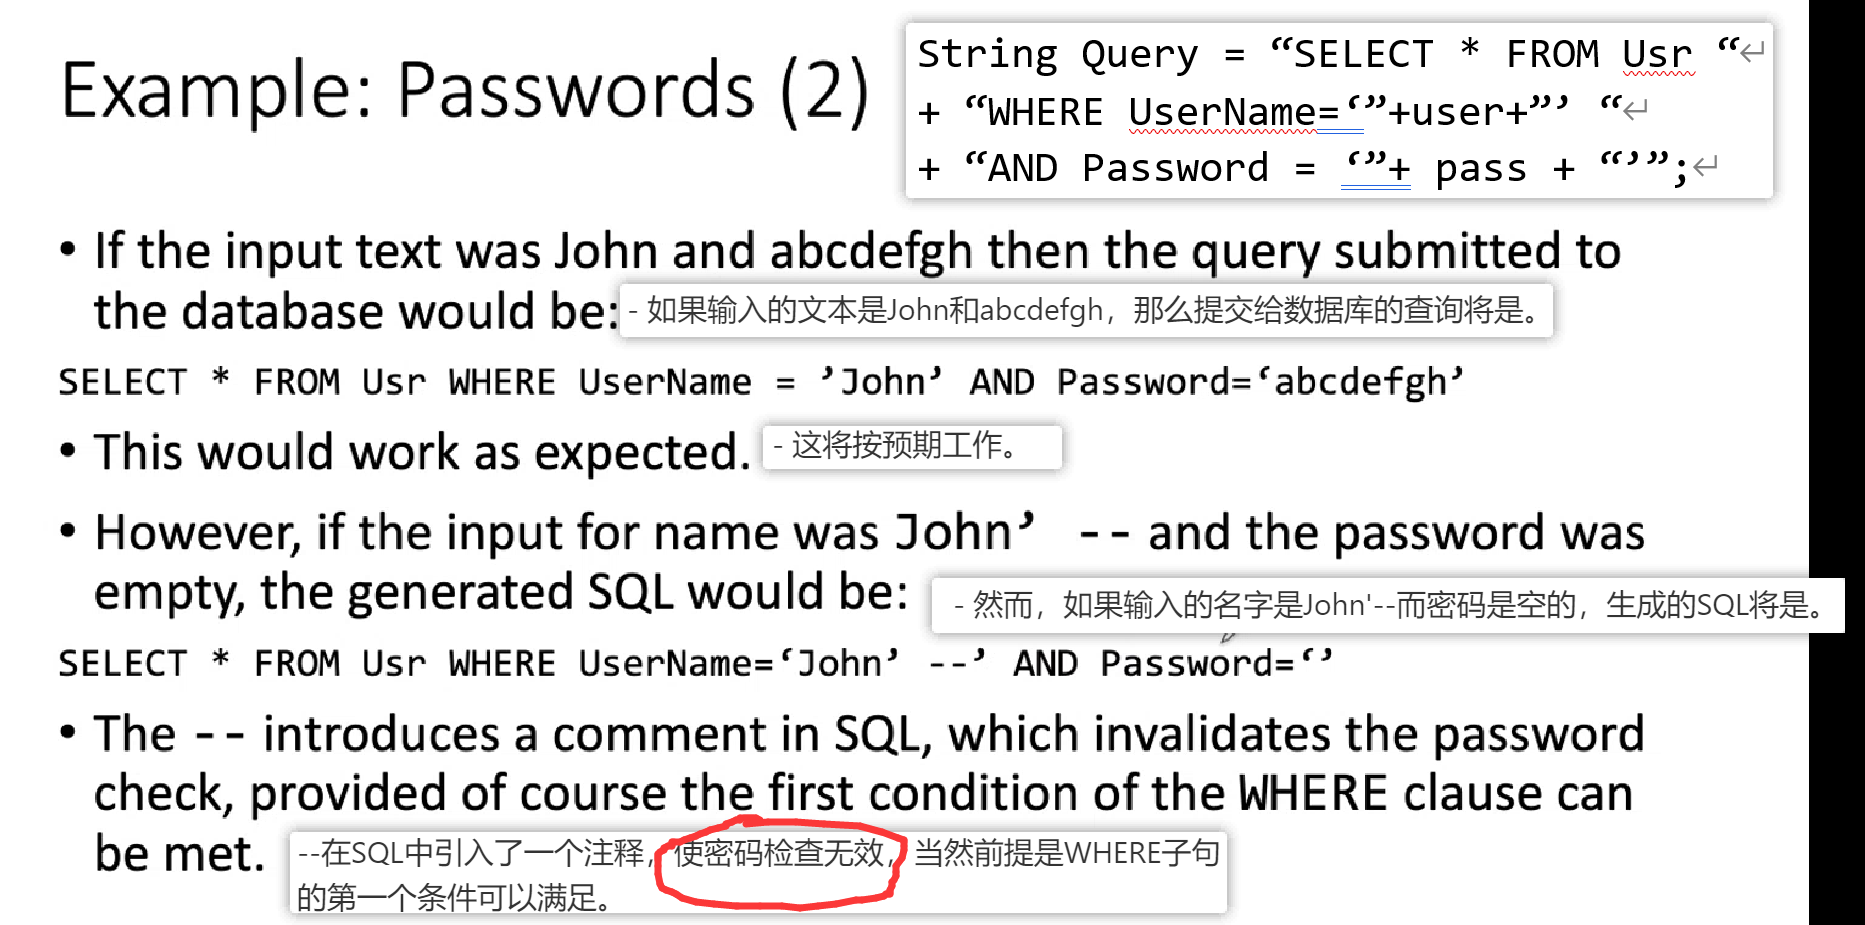 Example: Passwords (2)
String Query = “SELECT * FROM Usr “↵
+ “WHERE UserName=‘”+user+”’ “↵
+ “AND Password = ‘”+ pass + “’”;↵
• If the input text was John and abcdefgh then the query submitted to
the database would be:
- 如果输入的文本是John和abcdefgh，那么提交给数据库的查询将是。
SELECT * FROM Usr WHERE UserName = ’John’ AND Password=‘abcdefgh’
• This would work as expected.
- 这将按预期工作。
• However, if the input for name was John’ -- and the password was
empty, the generated SQL would be:
- 然而，如果输入的名字是John'--而密码是空的，生成的SQL将是。
SELECT * FROM Usr WHERE UserName=‘John’ --’ AND Password=‘’
• The -- introduces a comment in SQL, which invalidates the password
check, provided of course the first condition of the WHERE clause can
be met.
--在SQL中引入了一个注释，使密码检查无效，当然前提是WHERE子句
的第一个条件可以满足。